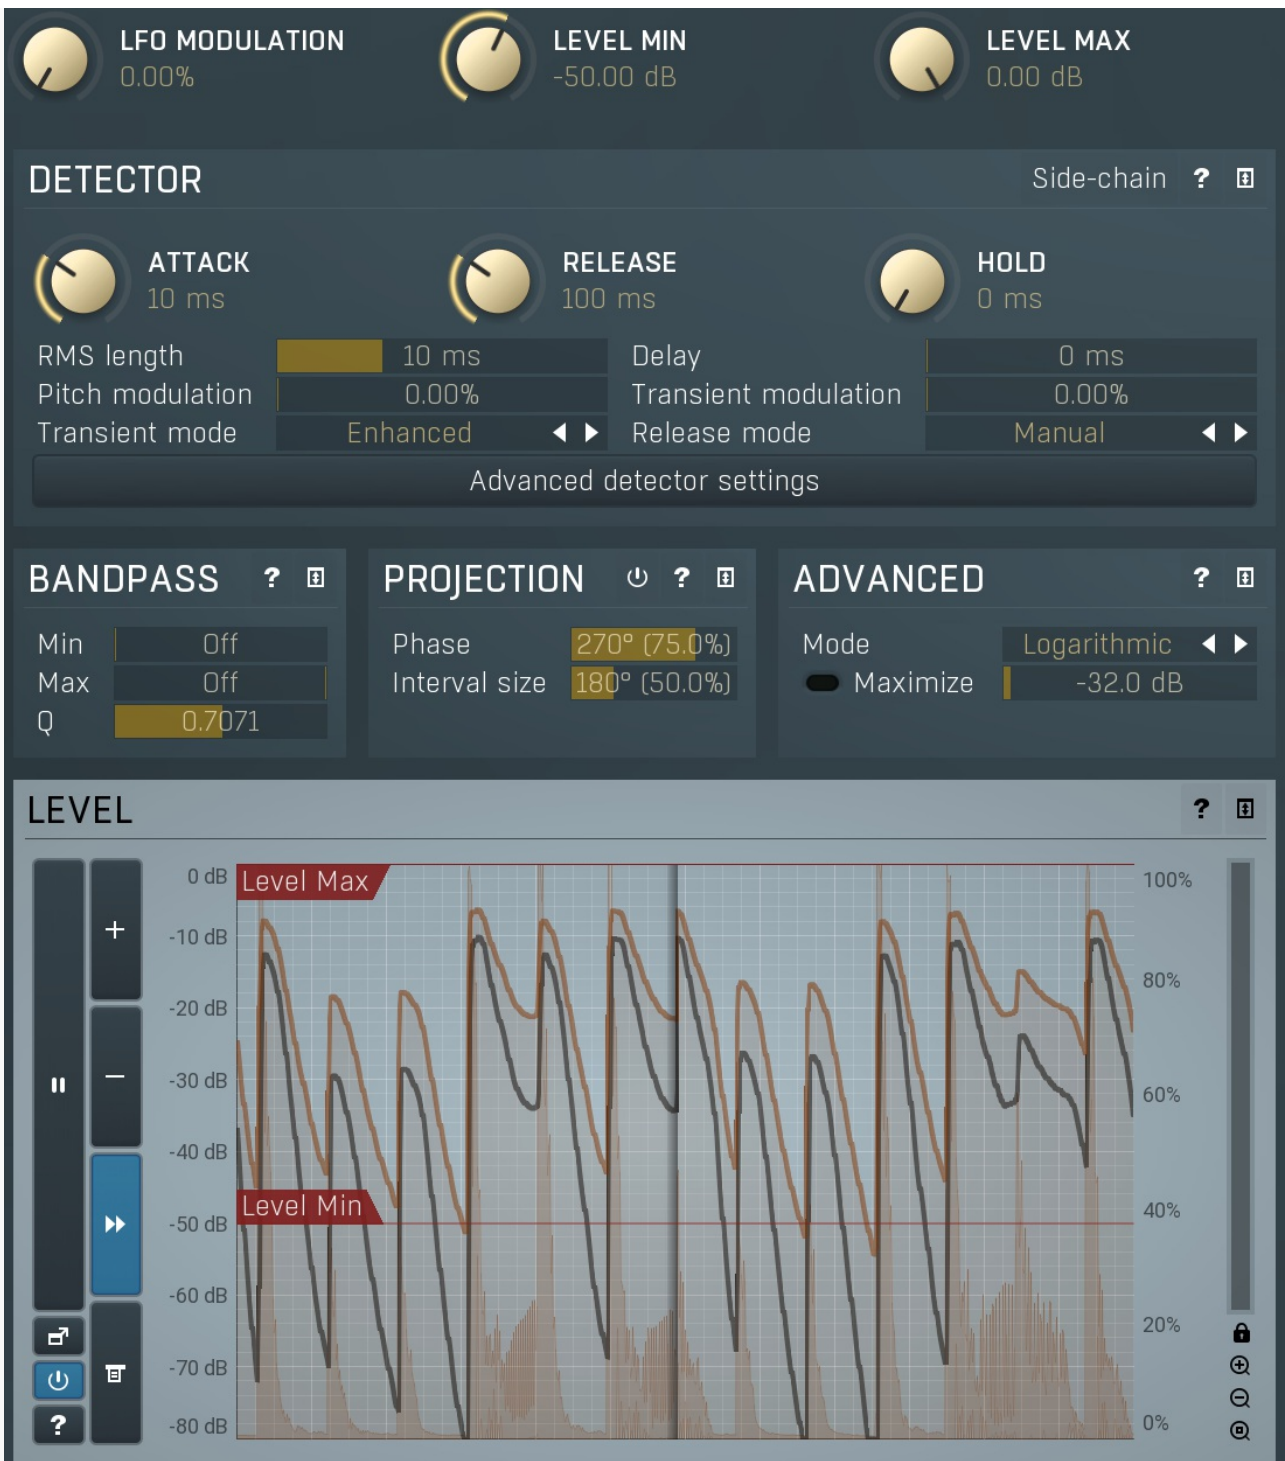 LFO MODULATION
0.00%
LEVEL MIN
-50.00 dB
LEVEL MAX
0.00 dB
DETECTOR
Side-chain ?
ATTACK
10 ms
RELEASE
100 ms
HOLD
0 ms
RMS length 10 ms
Delay 0 ms
Pitch modulation 0.00%
Transient modulation 0.00%
Transient mode Enhanced
Release mode Manual
Advanced detector settings
BANDPASS ?
Min Off
Max Off
Q 0.7071
PROJECTION ?
Phase 270° (75.0%)
Interval size 180° (50.0%)
ADVANCED ?
Mode Logarithmic
Maximize -32.0 dB
LEVEL ?
+
-
?
0 dB
-10 dB
-20 dB
-30 dB
-40 dB
-50 dB
-60 dB
-70 dB
-80 dB
Level Max
Level Min
100%
80%
60%
40%
20%
0%